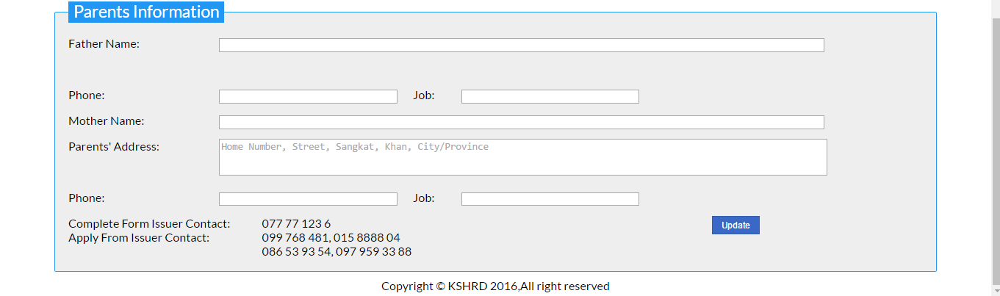 Parents Information
Father Name:
Phone: Job:
Mother Name:
Parents' Address: Home Number, Street, Sangkat, Khan, City/Province
Phone: Job:
Complete Form Issuer Contact: 077 77 123 6 Update
Apply From Issuer Contact: 099 768 481, 015 8888 04
086 53 93 54, 097 959 33 88
Copyright © KSHRD 2016,All right reserved